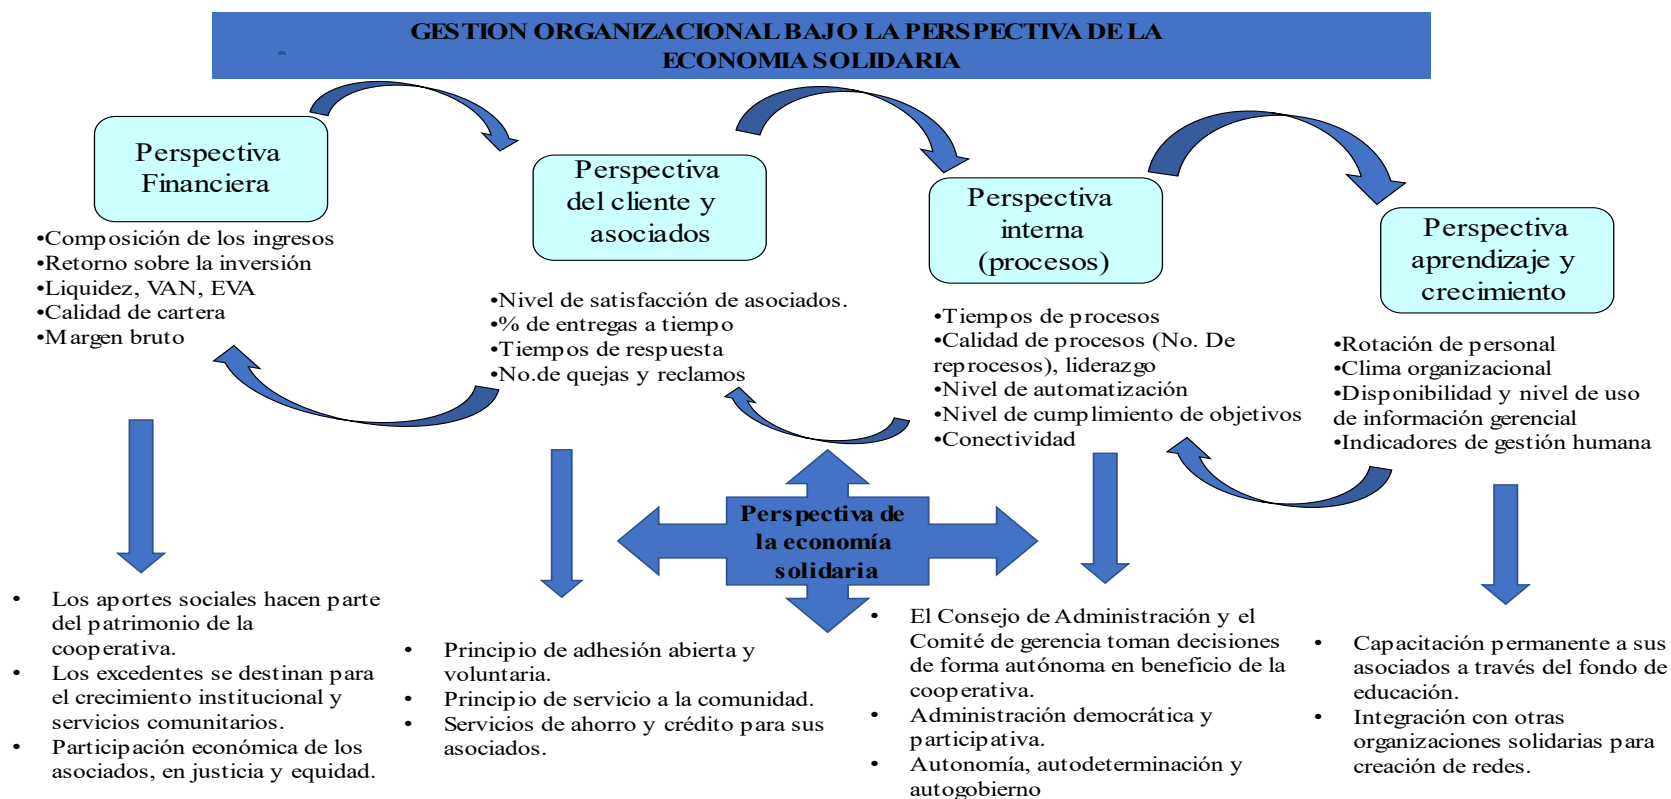 GESTION ORGANIZACIONAL BAJO LA PERSPECTIVA DE LA
ECONOMIA SOLIDARIA
Perspectiva
Financiera
•Composición de los ingresos
•Retorno sobre la inversión
•Liquidez, VAN, EVA
•Calidad de cartera
•Margen bruto
Perspectiva
del cliente y
asociados
•Nivel de satisfacción de asociados.
•% de entregas a tiempo
•Tiempos de respuesta
•No.de quejas y reclamos
Perspectiva
interna
(procesos)
•Tiempos de procesos
•Calidad de procesos (No. De
reprocesos), liderazgo
•Nivel de automatización
•Nivel de cumplimiento de objetivos
•Conectividad
Perspectiva
aprendizaje y
crecimiento
•Rotación de personal
•Clima organizacional
•Disponibilidad y nivel de uso
de información gerencial
•Indicadores de gestión humana
Perspectiva de
la economía
solidaria
• Los aportes sociales hacen parte
del patrimonio de la
cooperativa.
• Los excedentes se destinan para
el crecimiento institucional y
servicios comunitarios.
• Participación económica de los
asociados, en justicia y equidad.
• Principio de adhesión abierta y
voluntaria.
• Principio de servicio a la comunidad.
• Servicios de ahorro y crédito para sus
asociados.
• El Consejo de Administración y el
Comité de gerencia toman decisiones
de forma autónoma en beneficio de la
cooperativa.
• Administración democrática y
participativa.
• Autonomía, autodeterminación y
autogobierno
• Capacitación permanente a sus
asociados a través del fondo de
educación.
• Integración con otras
organizaciones solidarias para
creación de redes.